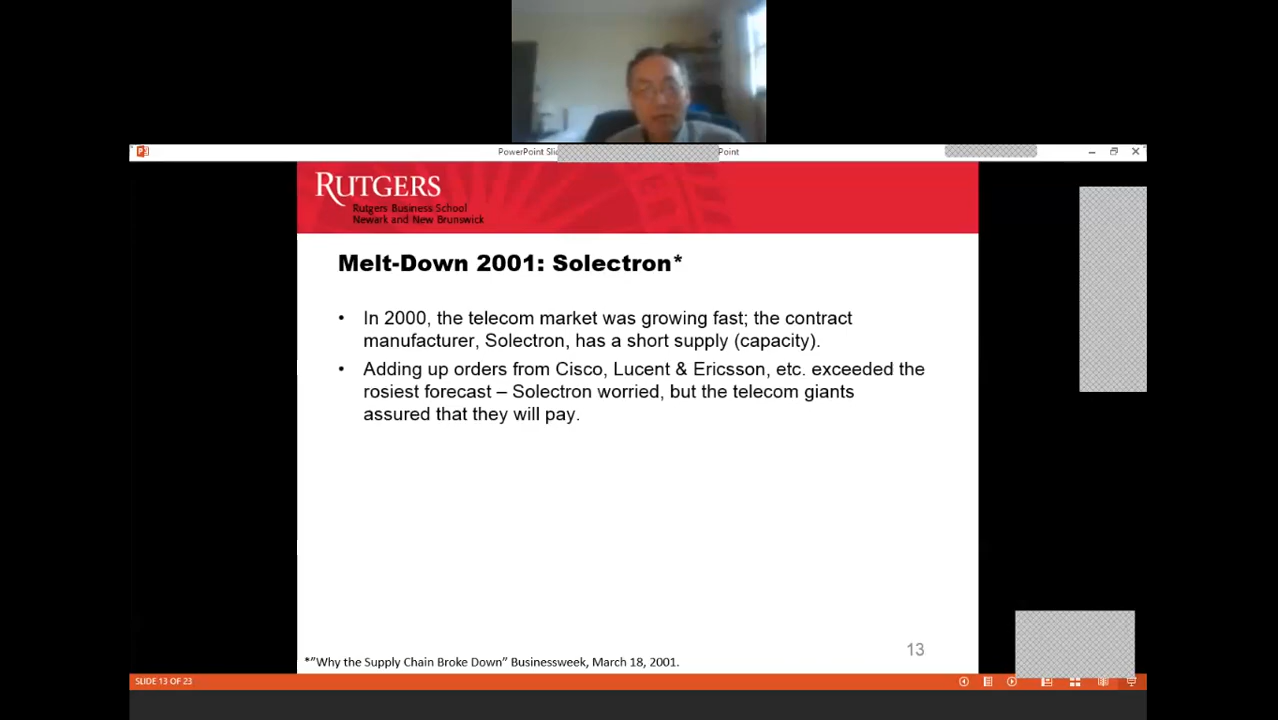 PowerPoint Slid Point
RUTGERS
Rutgers Business School
Newark and New Brunswick
Melt-Down 2001: Solectron*
• In 2000, the telecom market was growing fast; the contract
manufacturer, Solectron, has a short supply (capacity).
• Adding up orders from Cisco, Lucent & Ericsson, etc. exceeded the
rosiest forecast – Solectron worried, but the telecom giants
assured that they will pay.
13
*"Why the Supply Chain Broke Down" Businessweek, March 18, 2001.
SLIDE 13 OF 23